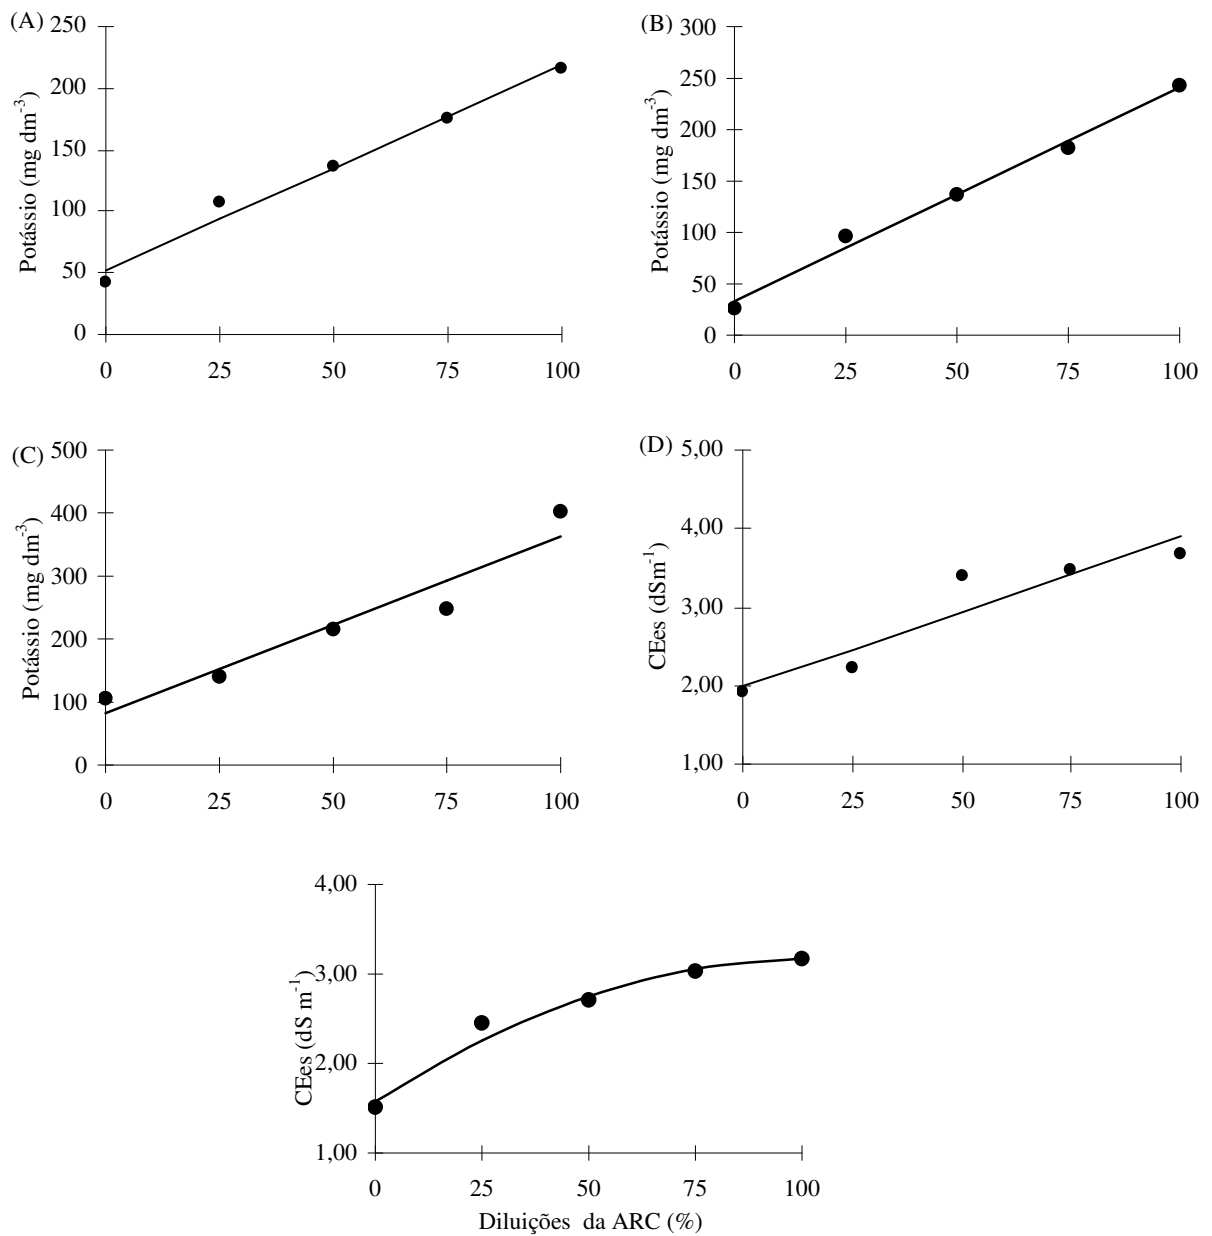 (A)
Potássio (mg dm-3)
250
200
150
100
50
0
0 25 50 75 100
(B)
Potássio (mg dm-3)
300
250
200
150
100
50
0
0 25 50 75 100
(C)
Potássio (mg dm-3)
500
400
300
200
100
0
0 25 50 75 100
(D)
CEes (dSm-1)
5,00
4,00
3,00
2,00
1,00
0 25 50 75 100
CEes (dS m-1)
4,00
3,00
2,00
1,00
0 25 50 75 100
Diluições da ARC (%)